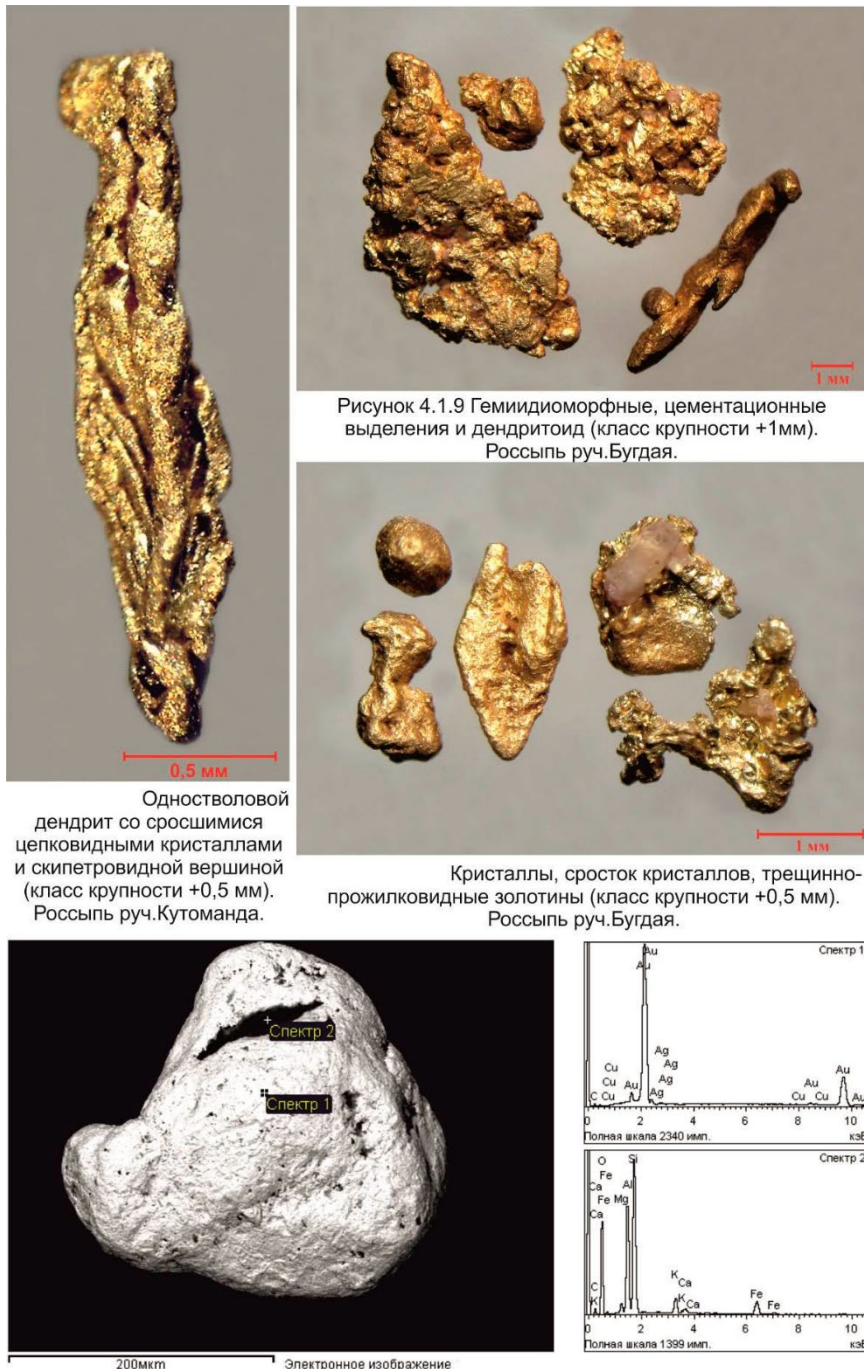 0,5 мм
Одностволовой
дендрит со сросшимися
цепковидными кристаллами
и скипетровидной вершиной
(класс крупности +0,5 мм).
Россыпь руч.Кутоманда.
1 мм
Рисунок 4.1.9 Гемиидиоморфные, цементационные
выделения и дендритоид (класс крупности +1мм).
Россыпь руч.Бугдая.
1 мм
Кристаллы, сросток кристаллов, трещинно-
прожилковидные золотины (класс крупности +0,5 мм).
Россыпь руч.Бугдая.
Спектр 2
Спектр 1
200мкm
Электронное изображение
Спектр 1
Au
Au
Cu
Cu
C Cu
Au
Ag
Ag
Ag
Ag
Au
Cu
Cu
Au
Au
0 2 4 6 8 10
Полная шкала 2340 имп.
кэВ
Спектр 2
O
Fe
Ca
Fe
Ca
C
K
Mg
Al
Si
K
Ca
K
Ca
Fe
Fe
0 2 4 6 8 10
Полная шкала 1399 имп.
кэВ